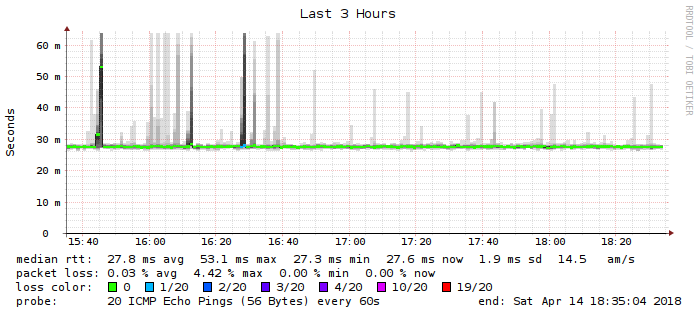 Last 3 Hours
RRDTOOL / TOBI OETIKER
Seconds
60 m
50 m
40 m
30 m
20 m
10 m
0
15:40 16:00 16:20 16:40 17:00 17:20 17:40 18:00 18:20
median rtt: 27.8 ms avg 53.1 ms max 27.3 ms min 27.6 ms now 1.9 ms sd 14.5 am/s
packet loss: 0.03 % avg 4.42 % max 0.00 % min 0.00 % now
loss color: 0 1/20 2/20 3/20 4/20 10/20 19/20
probe: 20 ICMP Echo Pings (56 Bytes) every 60s end: Sat Apr 14 18:35:04 2018